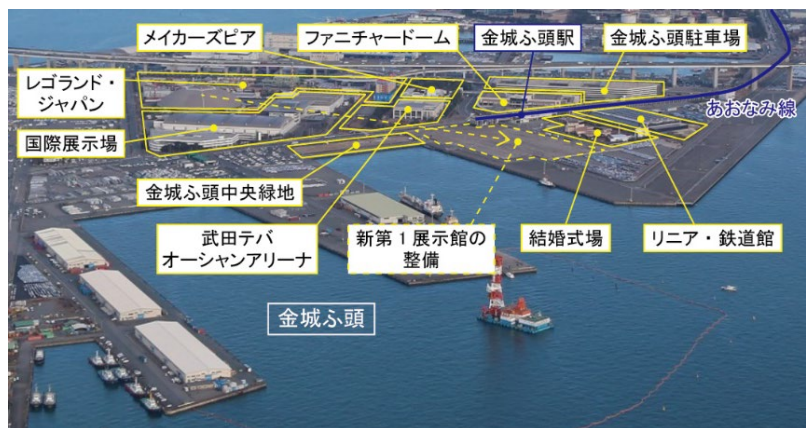 メイカーズピア
ファニチャードーム
金城ふ頭駅
金城ふ頭駐車場
レゴランド・
ジャパン
あおなみ線
国際展示場
金城ふ頭中央緑地
武田テバ
オーシャンアリーナ
新第1展示館の
整備
結婚式場
リニア・鉄道館
金城ふ頭